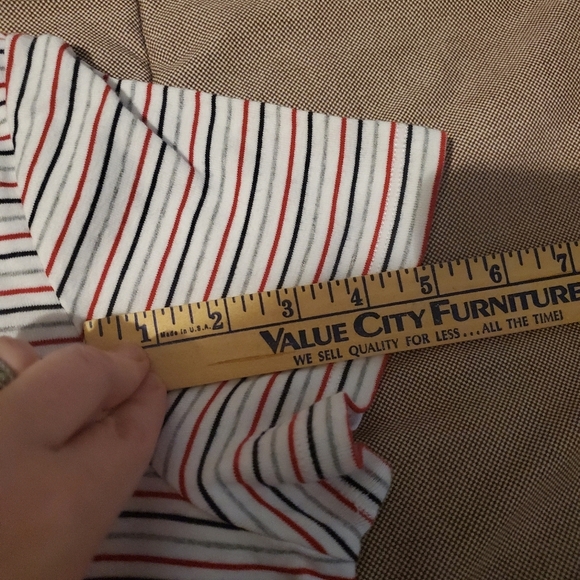 1 2 3 4 5 6 7
Made in U.S.A.
VALUE CITY FURNITURE
WE SELL QUALITY FOR LESS...ALL THE TIME!